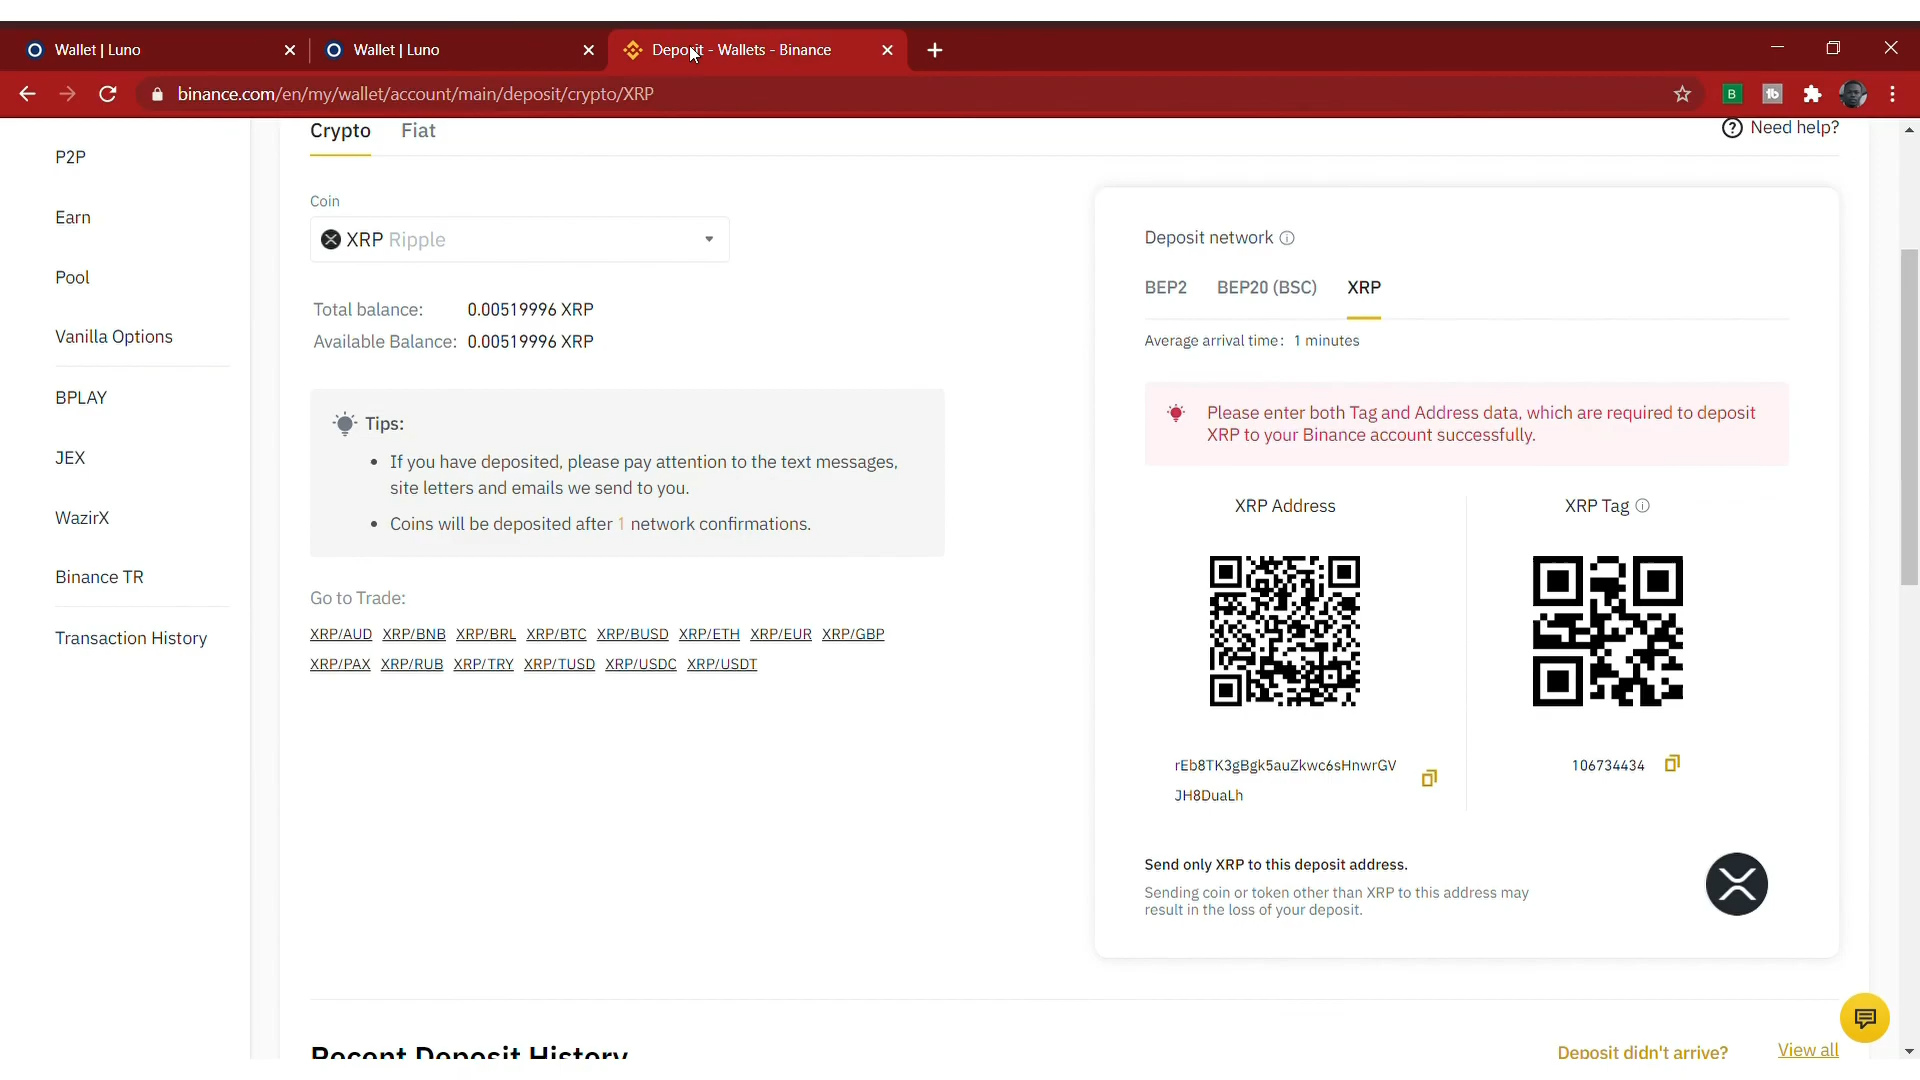 Wallet | Luno
Wallet | Luno
Deposit - Wallets - Binance
binance.com/en/my/wallet/account/main/deposit/crypto/XRP
B
tb
Crypto Fiat
Need help?
P2P
Earn
Pool
Vanilla Options
BPLAY
JEX
WazirX
Binance TR
Transaction History
Coin
XRP Ripple
Total balance: 0.00519996 XRP
Available Balance: 0.00519996 XRP
Tips:
• If you have deposited, please pay attention to the text messages,
site letters and emails we send to you.
• Coins will be deposited after 1 network confirmations.
Go to Trade:
XRP/AUD XRP/BNB XRP/BRL XRP/BTC XRP/BUSD XRP/ETH XRP/EUR XRP/GBP
XRP/PAX XRP/RUB XRP/TRY XRP/TUSD XRP/USDC XRP/USDT
Deposit network
BEP2 BEP20 (BSC) XRP
Average arrival time: 1 minutes
Please enter both Tag and Address data, which are required to deposit
XRP to your Binance account successfully.
XRP Address
XRP Tag
rEb8TK3gBgk5auZkwc6sHnwrGV
JH8DuaLh
106734434
Send only XRP to this deposit address.
Sending coin or token other than XRP to this address may
result in the loss of your deposit.
Recent Deposit History
Deposit didn't arrive?
View all